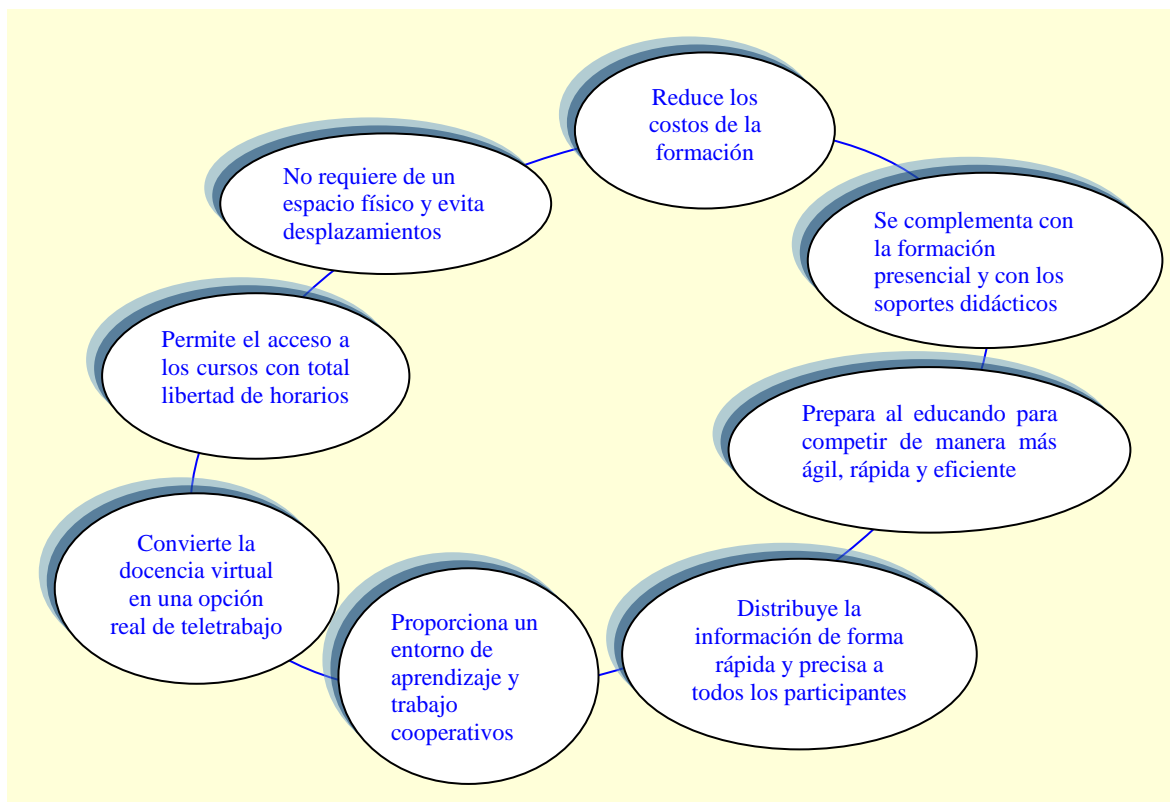 Reduce los
costos de la
formación
Se complementa con
la formación
presencial y con los
soportes didácticos
Prepara al educando para
competir de manera más
ágil, rápida y eficiente
Distribuye la
información de forma
rápida y precisa a
todos los participantes
Proporciona un
entorno de
aprendizaje y
trabajo
cooperativos
Convierte la
docencia virtual
en una opción
real de teletrabajo
Permite el acceso a
los cursos con total
libertad de horarios
No requiere de un
espacio físico y evita
desplazamientos